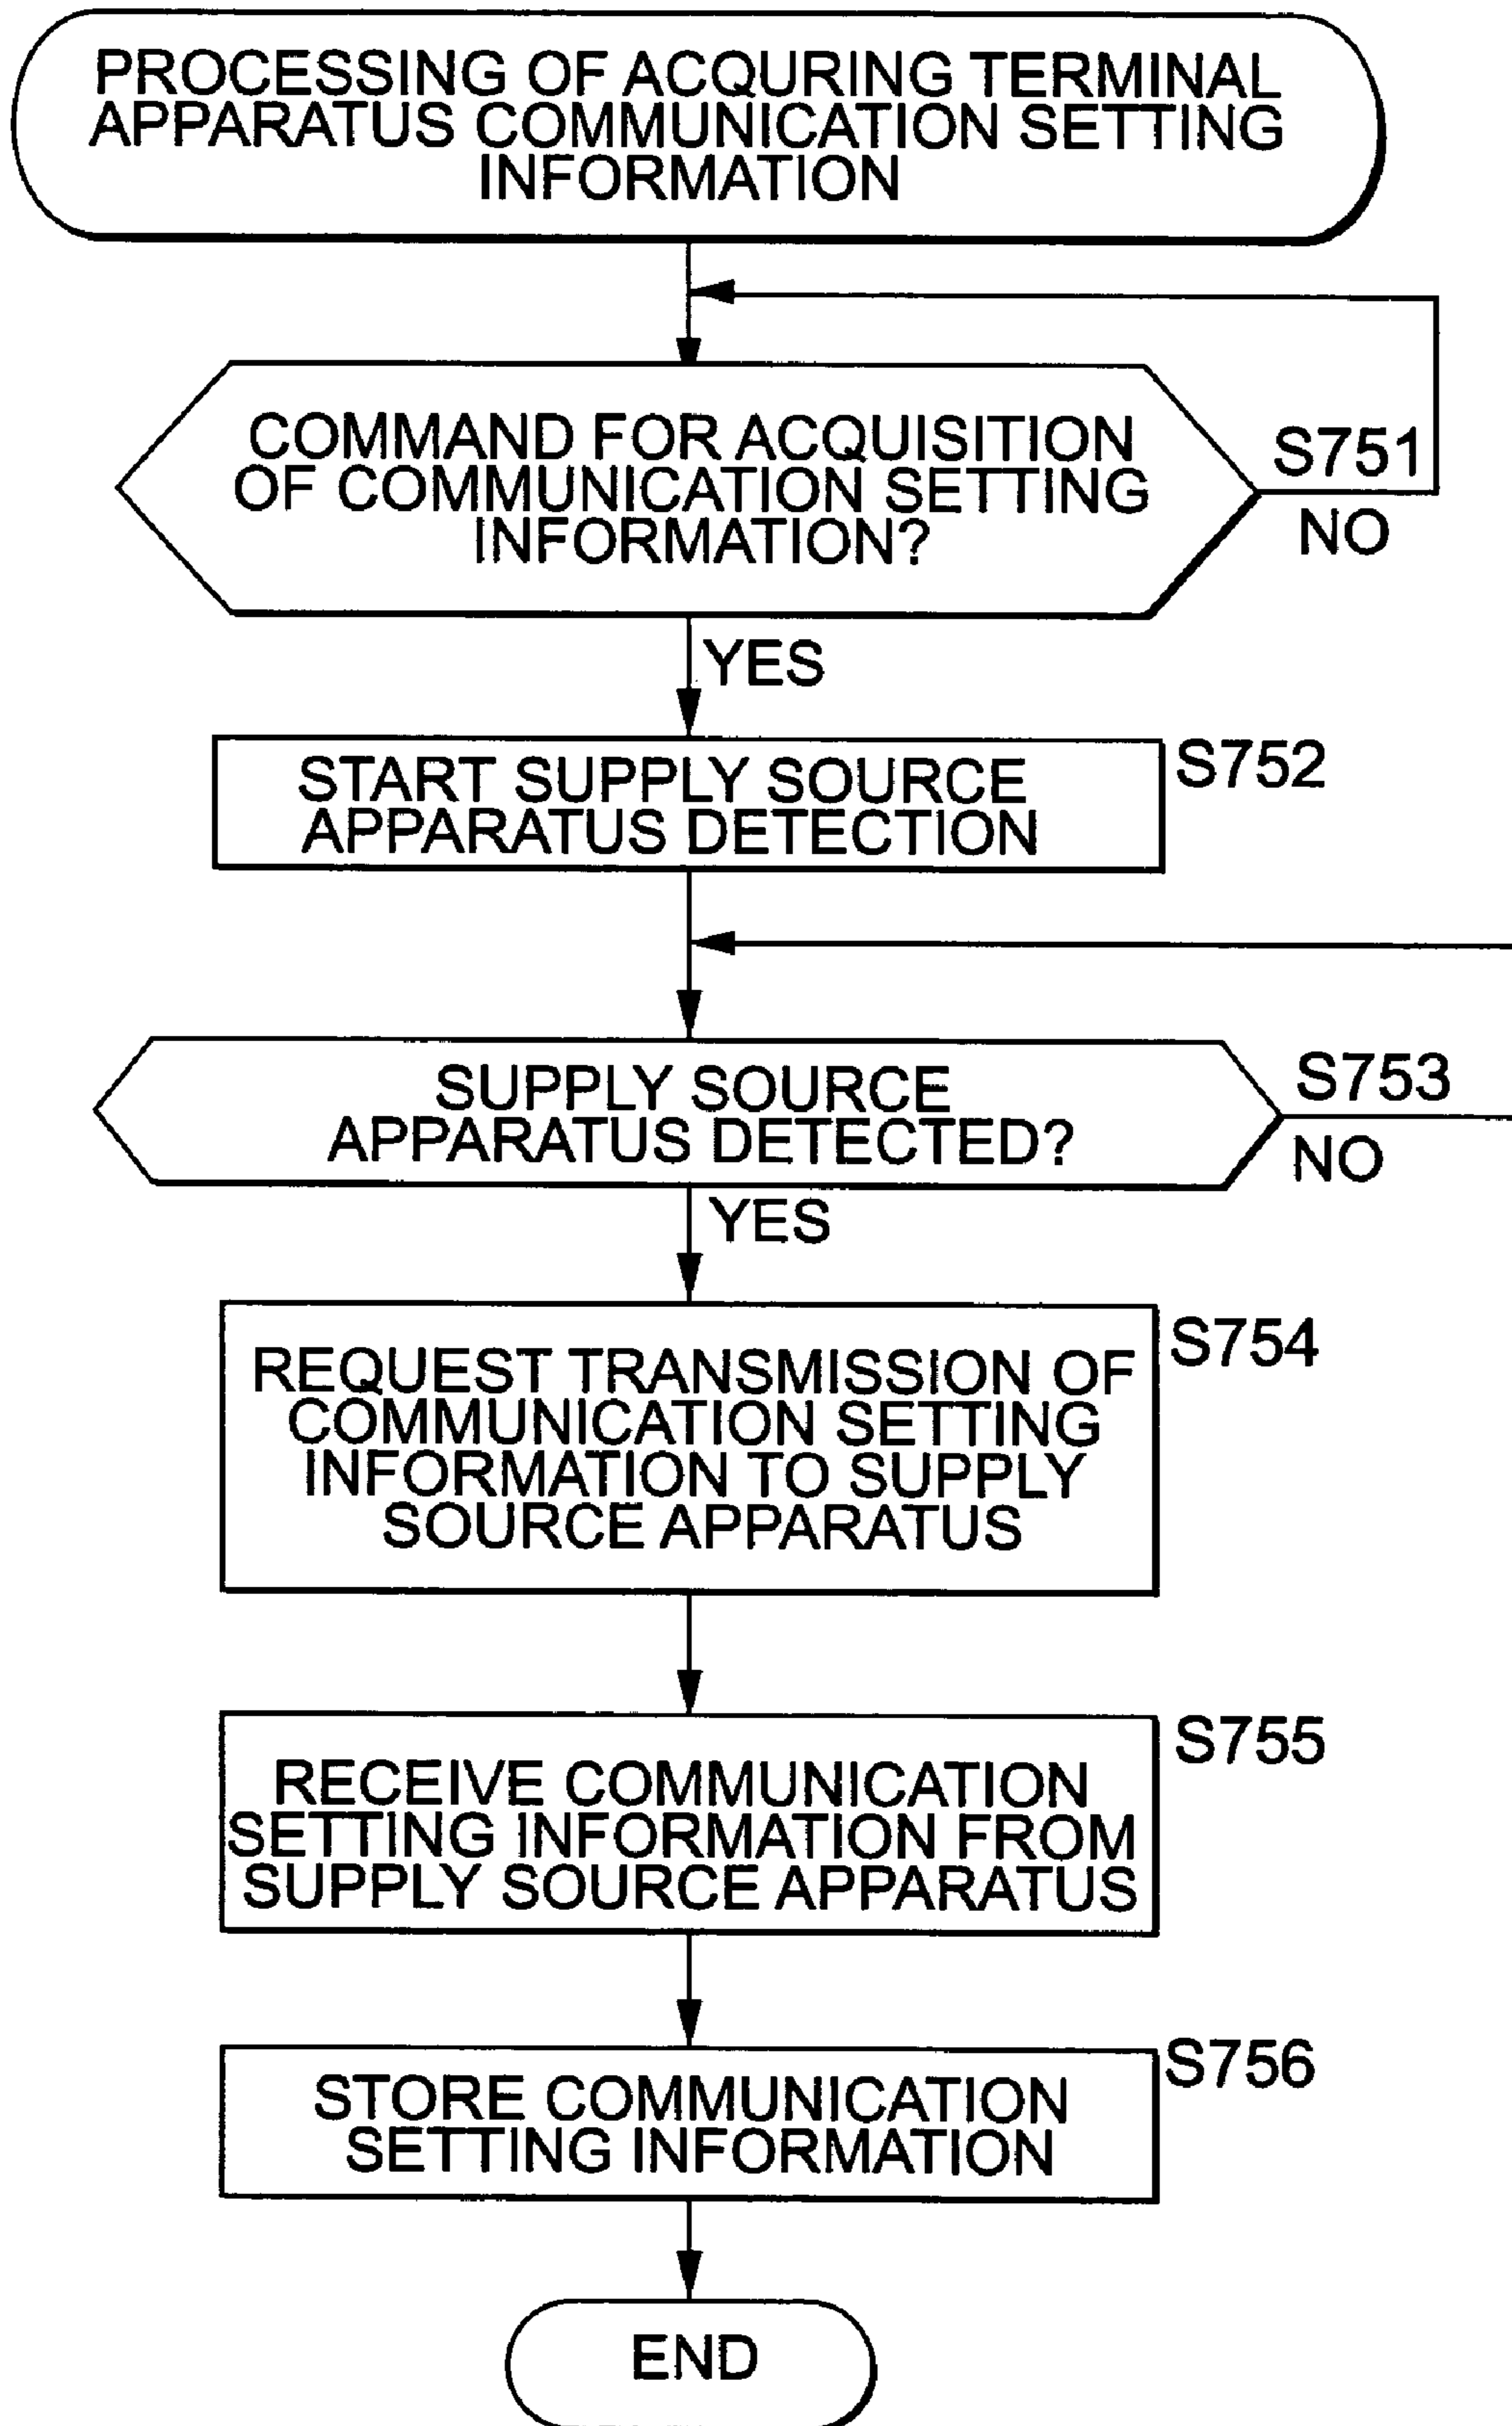 PROCESSING OF ACQURING TERMINAL
APPARATUS COMMUNICATION SETTING
INFORMATION
COMMAND FOR ACQUISITION
OF COMMUNICATION SETTING
INFORMATION?
S751
NO
YES
START SUPPLY SOURCE
APPARATUS DETECTION
S752
SUPPLY SOURCE
APPARATUS DETECTED?
S753
NO
YES
REQUEST TRANSMISSION OF
COMMUNICATION SETTING
INFORMATION TO SUPPLY
SOURCE APPARATUS
S754
RECEIVE COMMUNICATION
SETTING INFORMATION FROM
SUPPLY SOURCE APPARATUS
S755
STORE COMMUNICATION
SETTING INFORMATION
S756
END